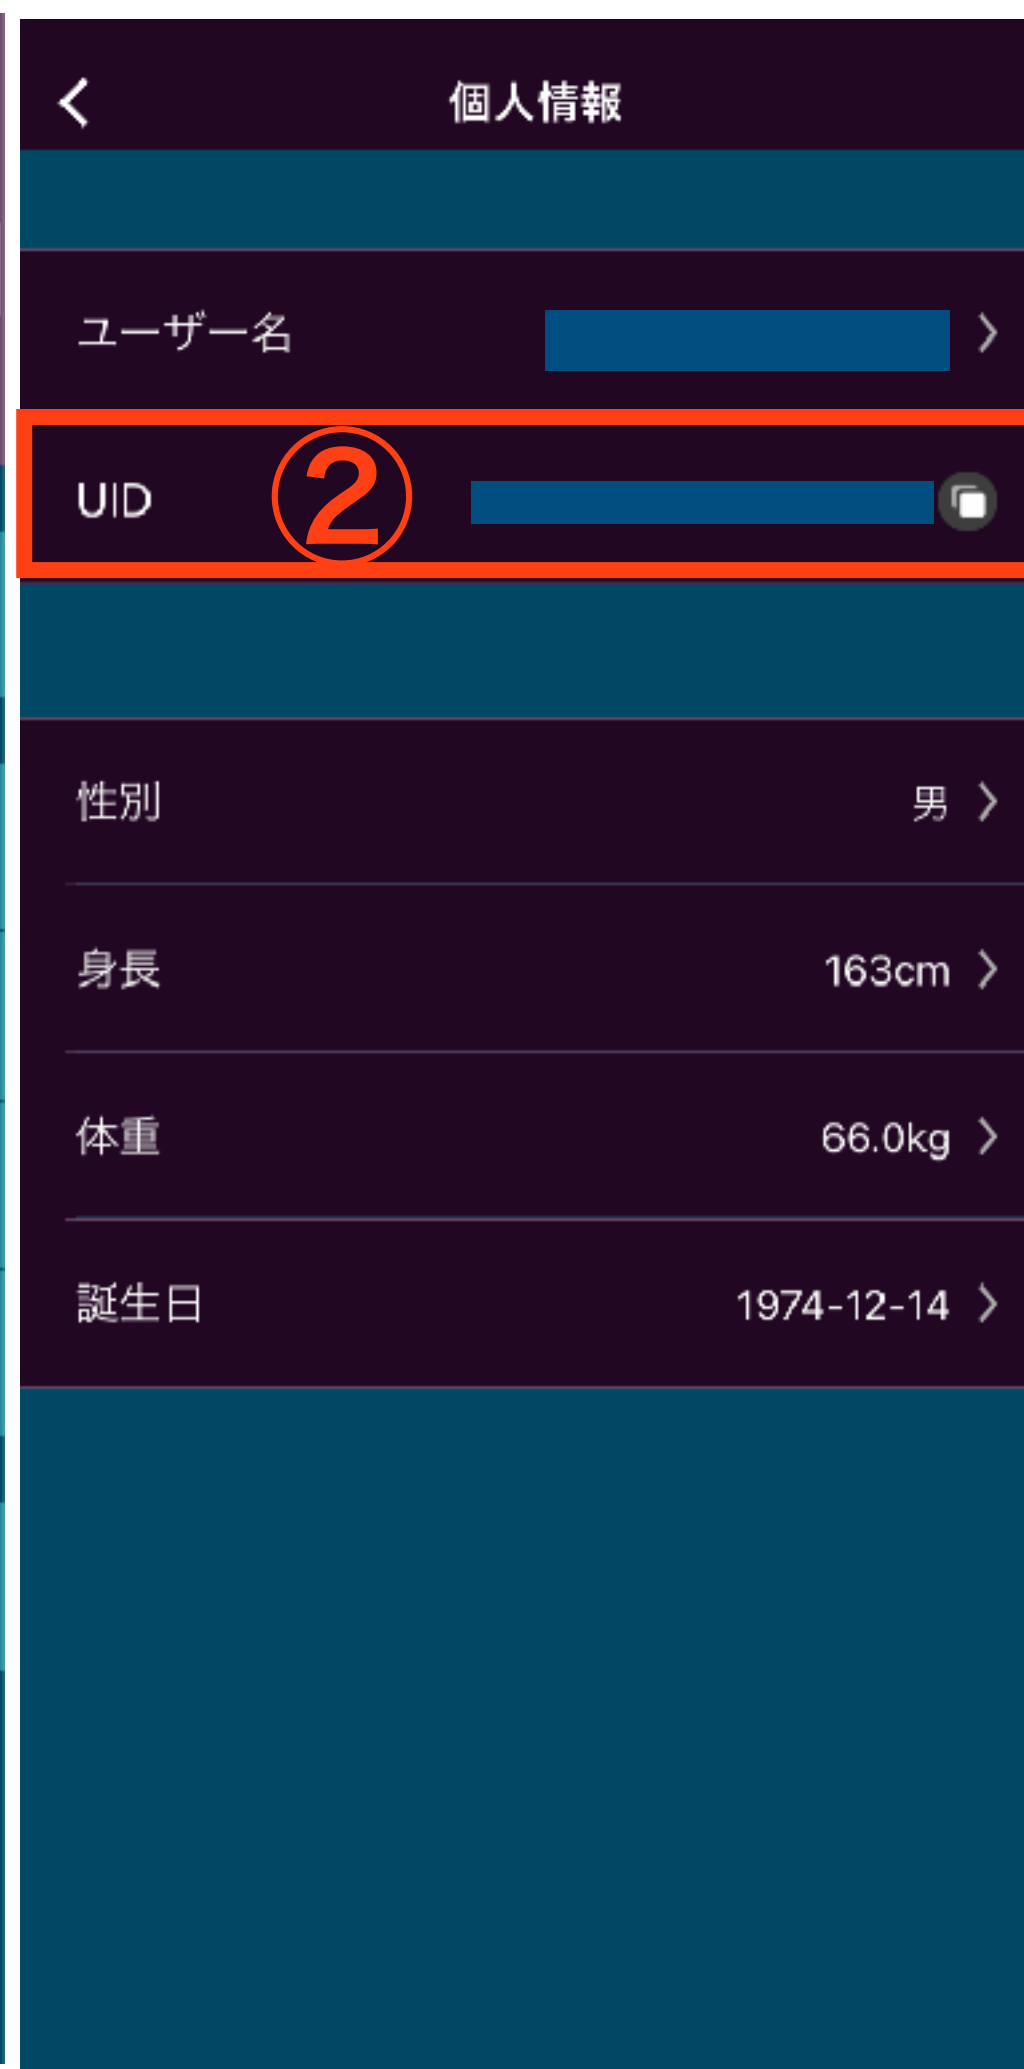 個人情報
ユーザー名
UID ②
性別 男
身長 163cm
体重 66.0kg
誕生日 1974-12-14